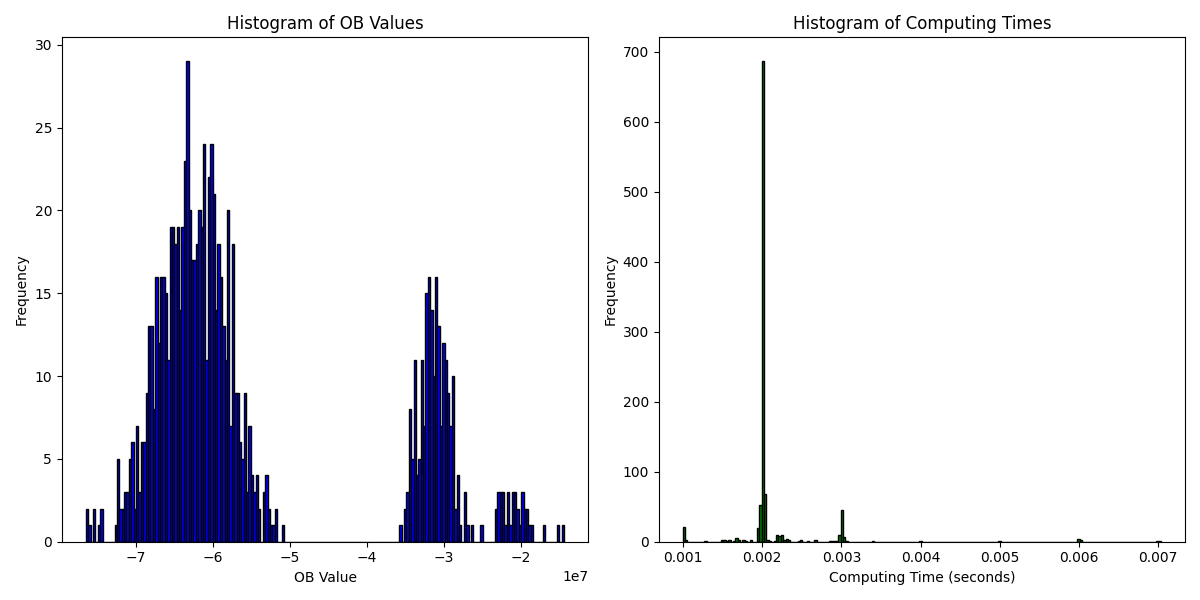 Histogram of OB Values
Frequency
30
25
20
15
10
5
0
−7 −6 −5 −4 −3 −2
1e7
OB Value
Histogram of Computing Times
Frequency
700
600
500
400
300
200
100
0
0.001 0.002 0.003 0.004 0.005 0.006 0.007
Computing Time (seconds)